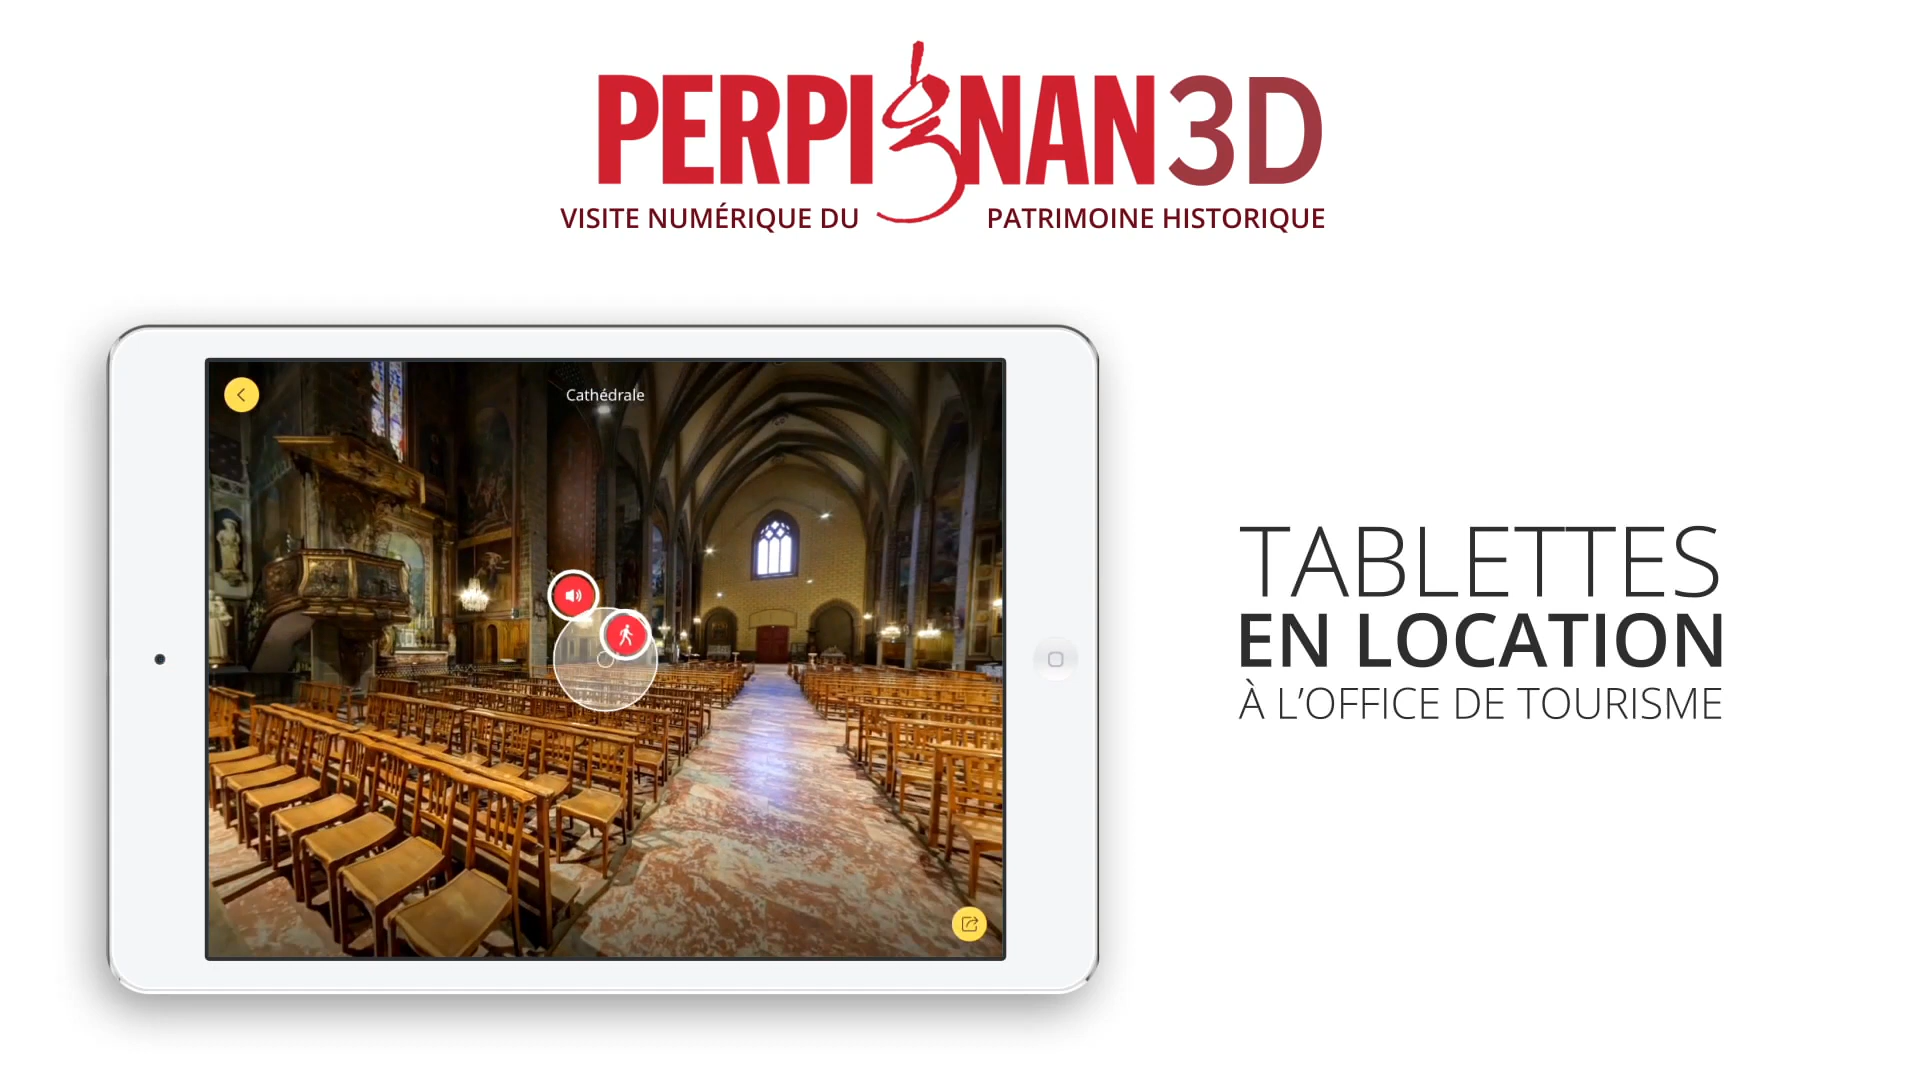 PERPIGNAN3D
VISITE NUMÉRIQUE DU PATRIMOINE HISTORIQUE
Cathédrale
TABLETTES
EN LOCATION
À L’OFFICE DE TOURISME